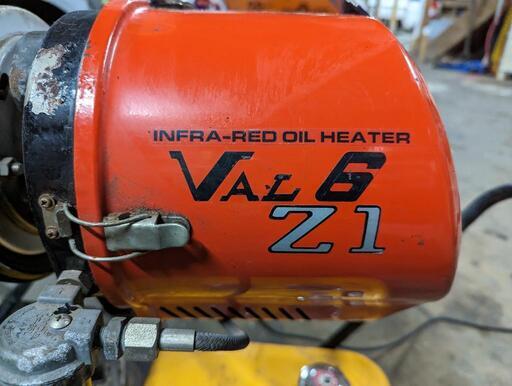 INFRA-RED OIL HEATER
VAL 6
Z1